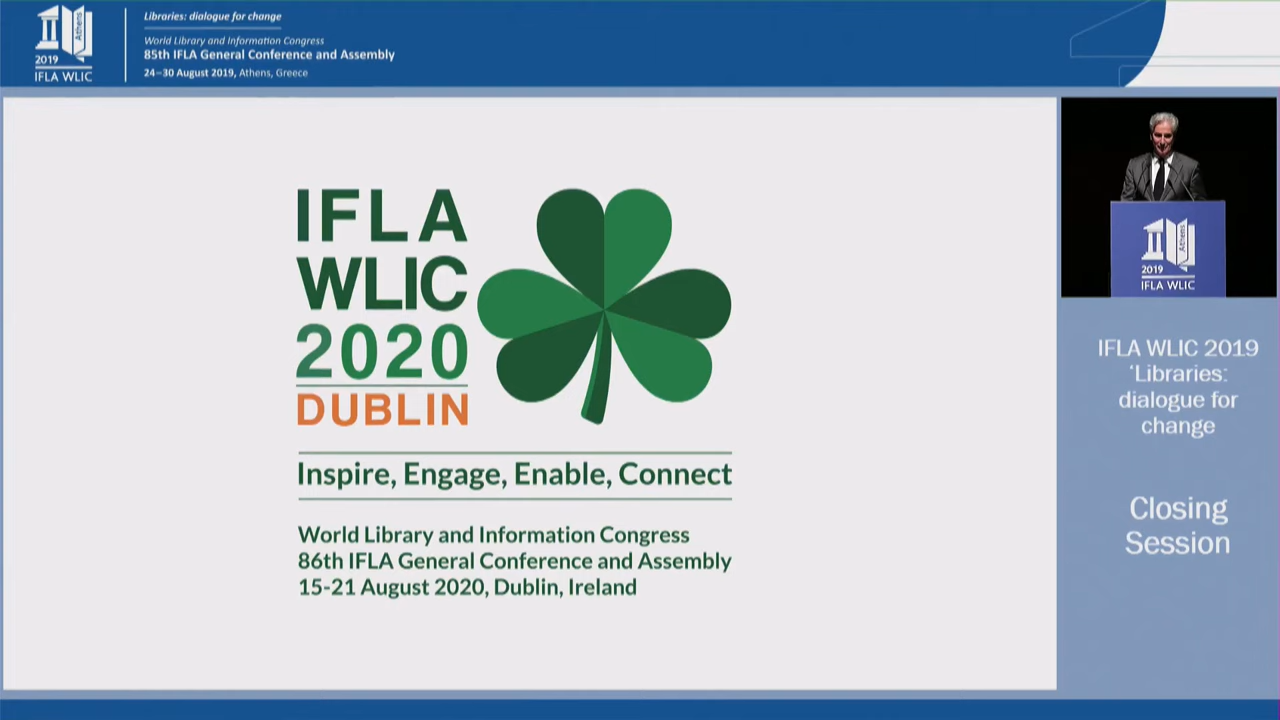 Athens
2019
IFLA WLIC
Libraries: dialogue for change
World Library and Information Congress
85th IFLA General Conference and Assembly
24–30 August 2019, Athens, Greece
IFLA
WLIC
2020
DUBLIN
Inspire, Engage, Enable, Connect
World Library and Information Congress
86th IFLA General Conference and Assembly
15-21 August 2020, Dublin, Ireland
Athens
2019
IFLA WLIC
IFLA WLIC 2019
‘Libraries:
dialogue for
change
Closing
Session